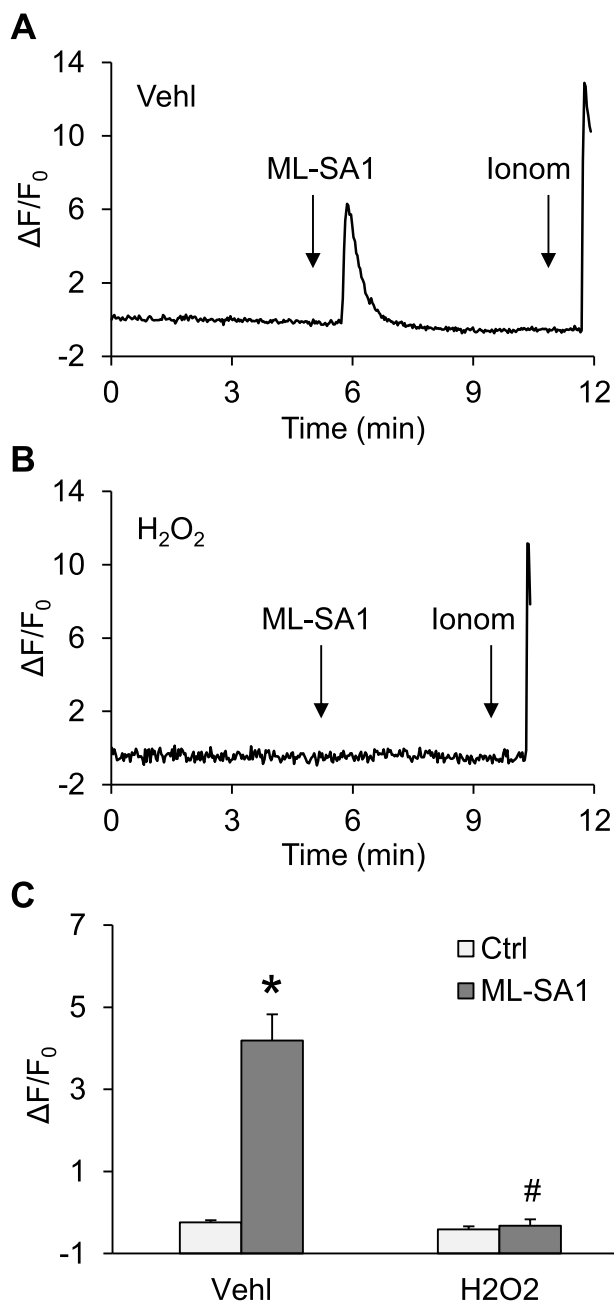 A
14
Vehl
10
ML-SA1
Ionom
ΔF/F₀
6
2
-2
0
3
6
9
12
Time (min)
B
14
H₂O₂
10
ML-SA1
Ionom
ΔF/F₀
6
2
-2
0
3
6
9
12
Time (min)
C
7
Ctrl
ML-SA1
*
5
ΔF/F₀
3
1
#
-1
Vehl
H2O2